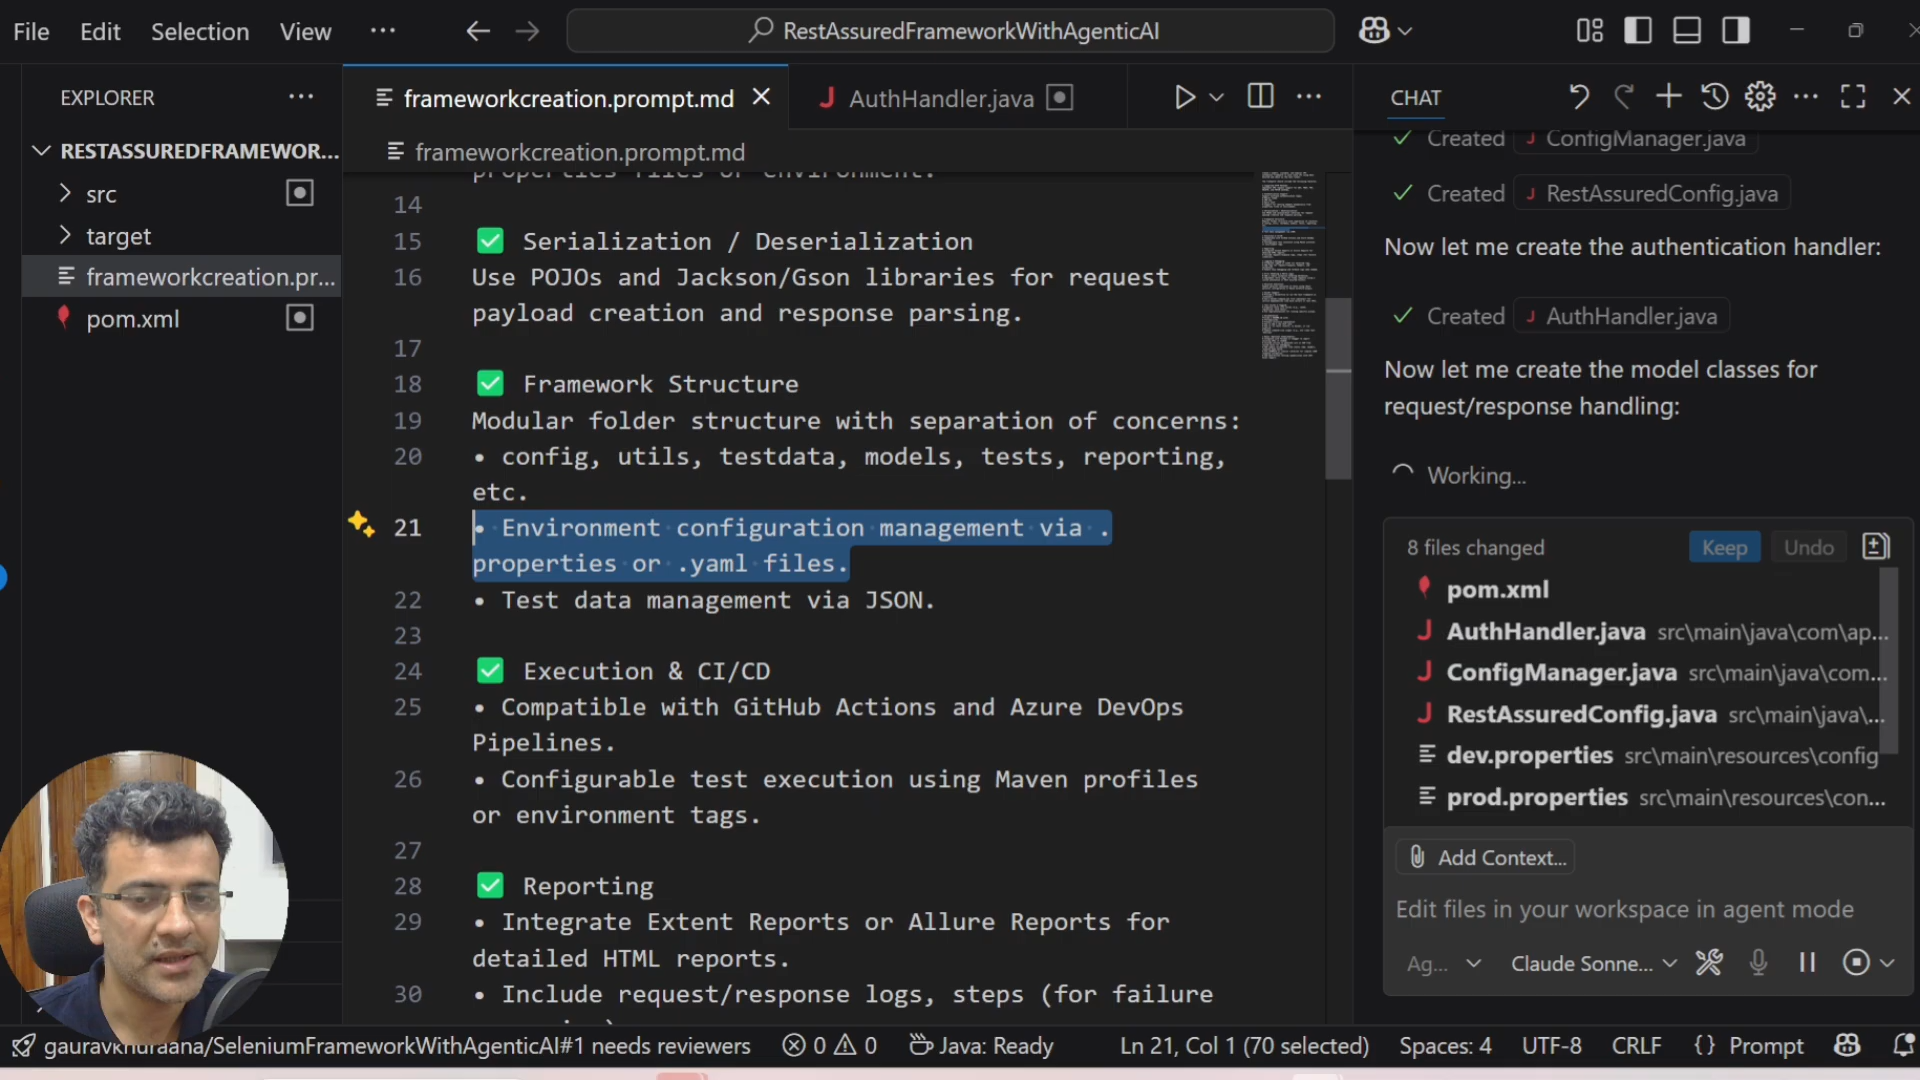 File Edit Selection View ...
RestAssuredFrameworkWithAgenticAI
EXPLORER
RESTASSUREDFRAMEWOR...
src
target
frameworkcreation.pr...
pom.xml
frameworkcreation.prompt.md
AuthHandler.java
frameworkcreation.prompt.md
properties files or environment.
14
15 ✅ Serialization / Deserialization
16 Use POJOs and Jackson/Gson libraries for request
payload creation and response parsing.
17
18 ✅ Framework Structure
19 Modular folder structure with separation of concerns:
20 • config, utils, testdata, models, tests, reporting,
etc.
21 • Environment configuration management via .
properties or .yaml files.
22 • Test data management via JSON.
23
24 ✅ Execution & CI/CD
25 • Compatible with GitHub Actions and Azure DevOps
Pipelines.
26 • Configurable test execution using Maven profiles
or environment tags.
27
28 ✅ Reporting
29 • Integrate Extent Reports or Allure Reports for
detailed HTML reports.
30 • Include request/response logs, steps (for failure
CHAT
Created ConfigManager.java
Created RestAssuredConfig.java
Now let me create the authentication handler:
Created AuthHandler.java
Now let me create the model classes for
request/response handling:
Working...
8 files changed Keep Undo
pom.xml
AuthHandler.java src\main\java\com\ap...
ConfigManager.java src\main\java\com...
RestAssuredConfig.java src\main\java\...
dev.properties src\main\resources\config
prod.properties src\main\resources\con...
Add Context...
Edit files in your workspace in agent mode
Ag... Claude Sonne...
gauravkhuraana/SeleniumFrameworkWithAgenticAI#1 needs reviewers 0 0 Java: Ready Ln 21, Col 1 (70 selected) Spaces: 4 UTF-8 CRLF {} Prompt